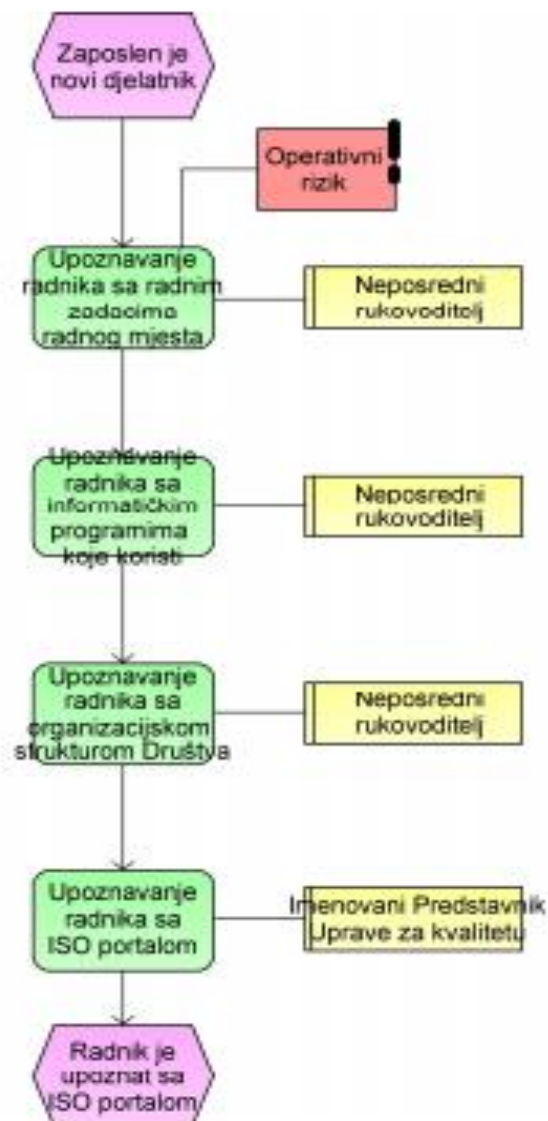 Zaposlen je
novi djelatnik
Operativni
rizik
Upoznavanje
radnika sa radnim
zadacima
radnog mjesta
Neposredni
rukovoditelj
Upoznavanje
radnika sa
informatičkim
programima
koje koristi
Neposredni
rukovoditelj
Upoznavanje
radnika sa
organizacijskom
strukturom Društva
Neposredni
rukovoditelj
Upoznavanje
radnika sa
ISO portalom
Imenovani Predstavnik
Uprave za kvalitetu
Radnik je
upoznat sa
ISO portalom